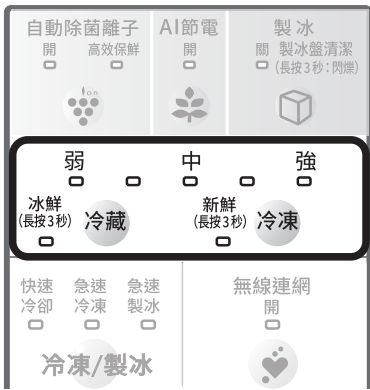 自動除菌離子 AI節電 製冰
開 高效保鮮 開 關 製冰盤清潔
(長按3秒:閃爍)
ion
弱 中 強
冰鮮
(長按3秒)
冷藏
新鮮
(長按3秒)
冷凍
快速
冷卻
急速
冷凍
急速
製冰
無線連網
開
冷凍/製冰